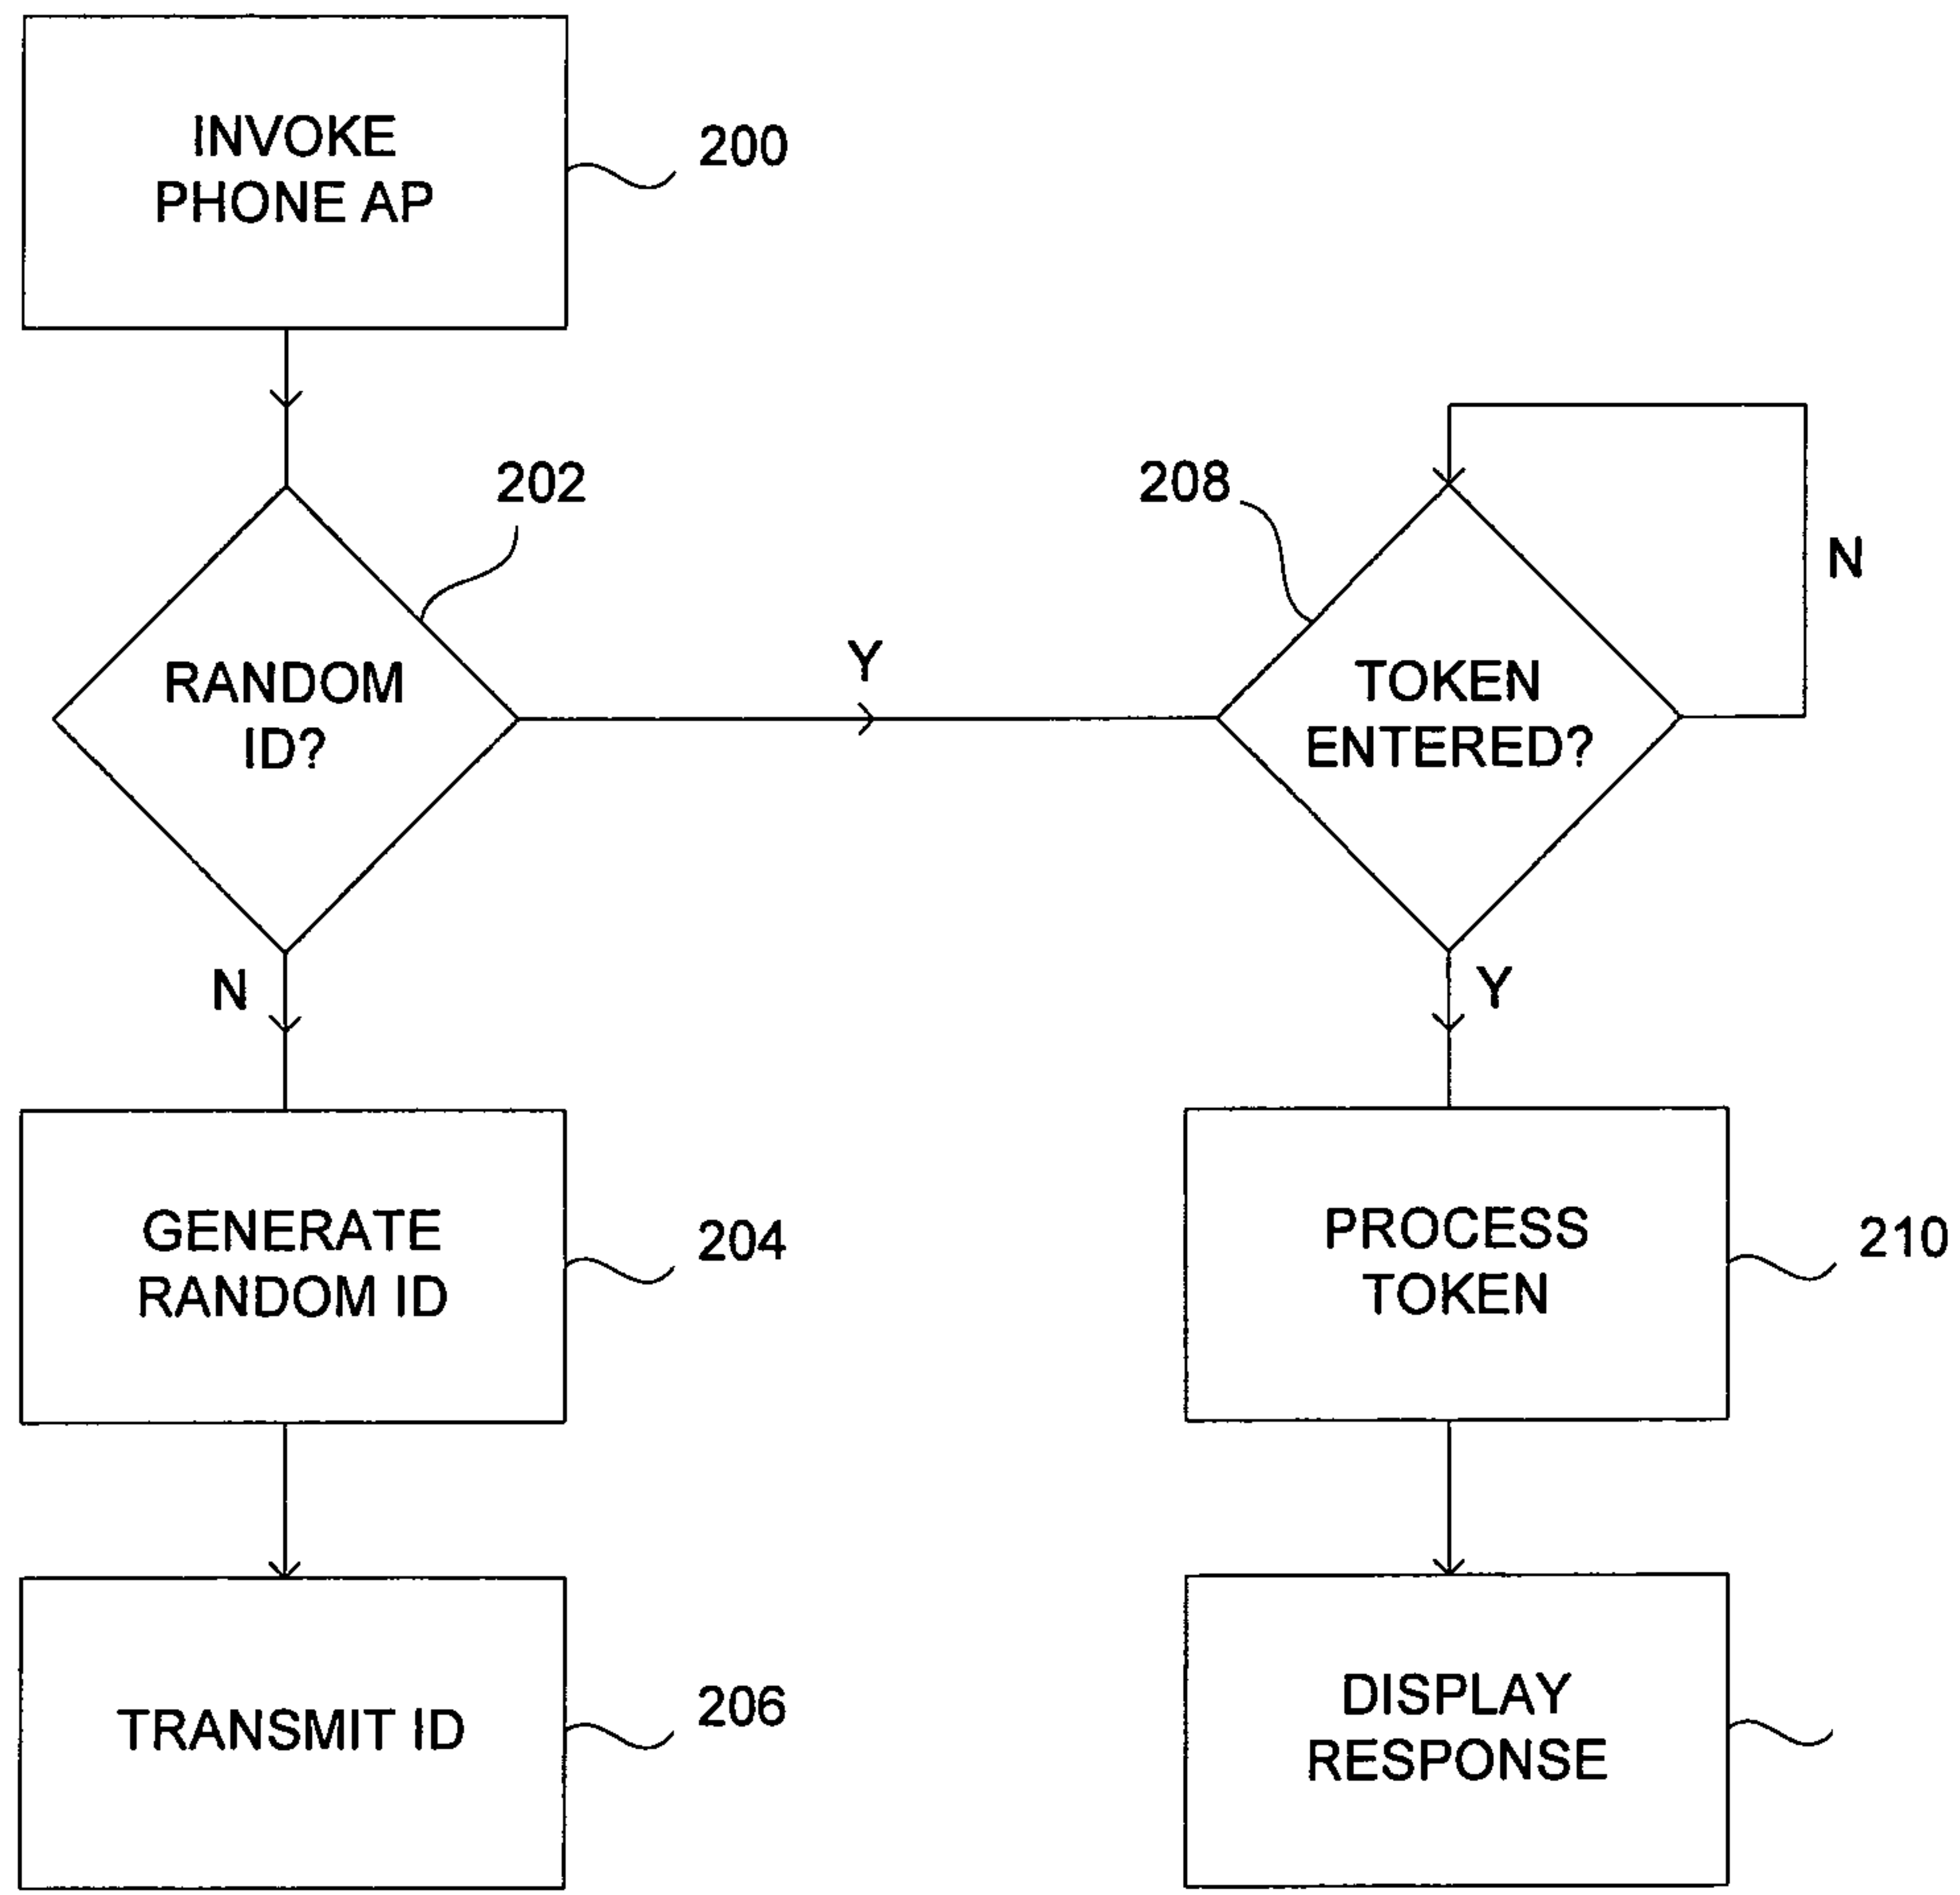 INVOKE
PHONE AP
200
202
RANDOM
ID?
Y
208
TOKEN
ENTERED?
N
N
Y
GENERATE
RANDOM ID
204
PROCESS
TOKEN
210
TRANSMIT ID
206
DISPLAY
RESPONSE